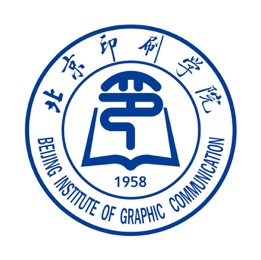 北京印刷学院
1958
BEIJING INSTITUTE OF GRAPHIC COMMUNICATION